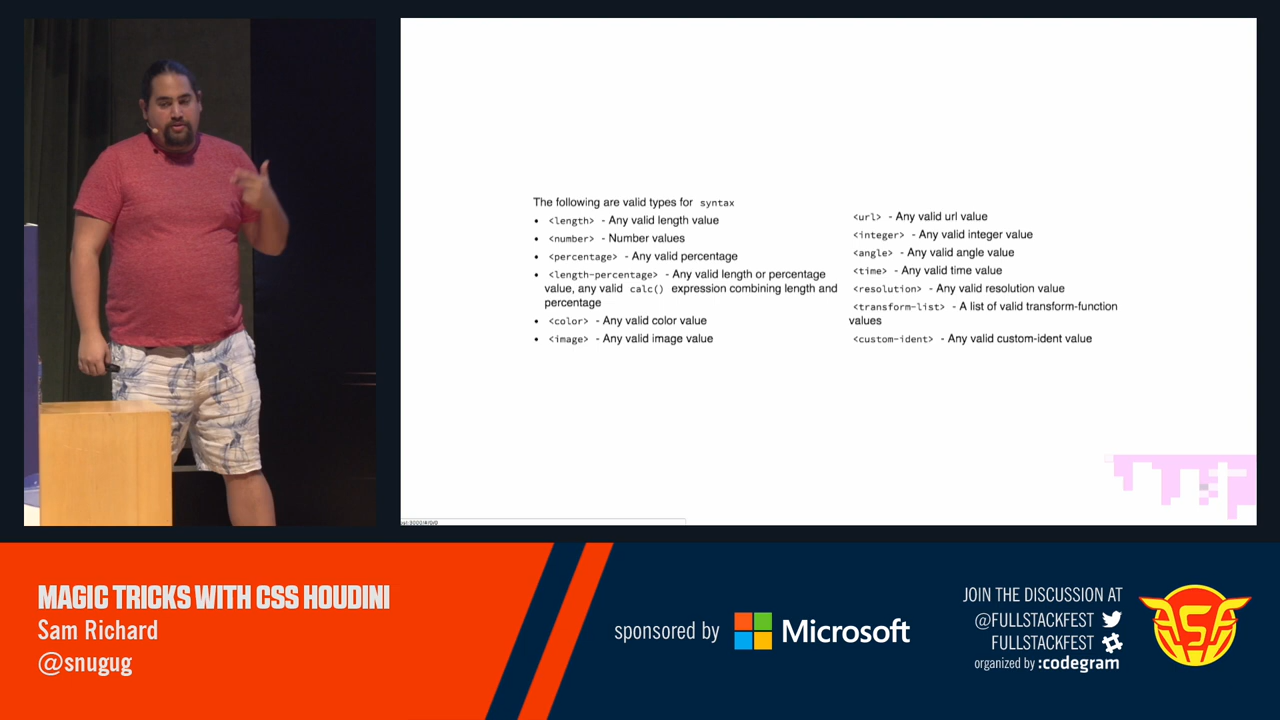 The following are valid types for syntax
• <length> - Any valid length value
• <number> - Number values
• <percentage> - Any valid percentage
• <length-percentage> - Any valid length or percentage
value, any valid calc() expression combining length and
percentage
• <color> - Any valid color value
• <image> - Any valid image value
<url> - Any valid url value
<integer> - Any valid integer value
<angle> - Any valid angle value
<time> - Any valid time value
<resolution> - Any valid resolution value
<transform-list> - A list of valid transform-function
values
<custom-ident> - Any valid custom-ident value
MAGIC TRICKS WITH CSS HOUDINI
Sam Richard
@snugug
sponsored by Microsoft
JOIN THE DISCUSSION AT
@FULLSTACKFEST
FULLSTACKFEST
organized by :codegram
FSF